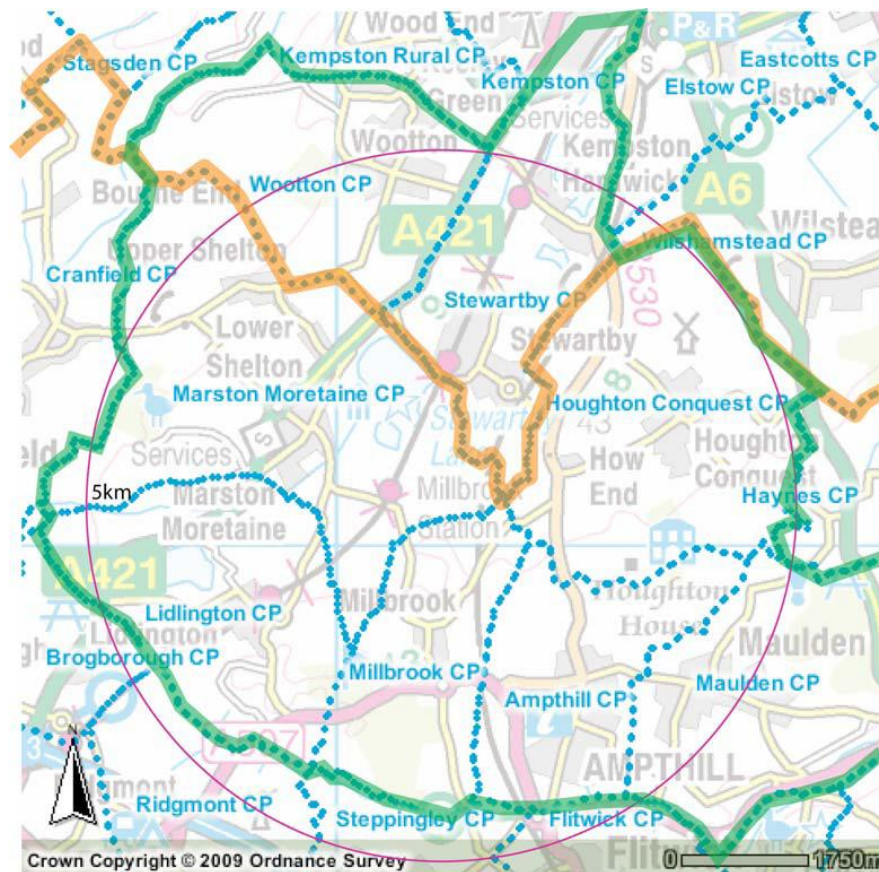 Wood End
P&R
Stagsden CP
Kempston Rural CP
Eastcotts CP
Kempston CP
Elstow CP
Green
Elstow
S
Services
Wootton
Kempston
Hardwick
Wootton CP
A6
Bourne End
Wilstead
A421
Wilshamstead CP
Upper Shelton
Cranfield CP
530
Stewartby CP
Lower
Shelton
Stewartby
Marston Moretaine CP
Houghton Conquest CP
Stewartby
43
Services
S
How
End
Houghton
Conquest
5km
Marston
Moretaine
Millbrook
Station
Haynes CP
A421
Millbrook
Houghton
House
Lidlington CP
Lidlington
Maulden
Brogborough CP
Millbrook CP
Maulden CP
Ampthill CP
N
AMPTHILL
Ridgmont CP
Steppingley CP
Flitwick CP
Crown Copyright © 2009 Ordnance Survey
0 1750m